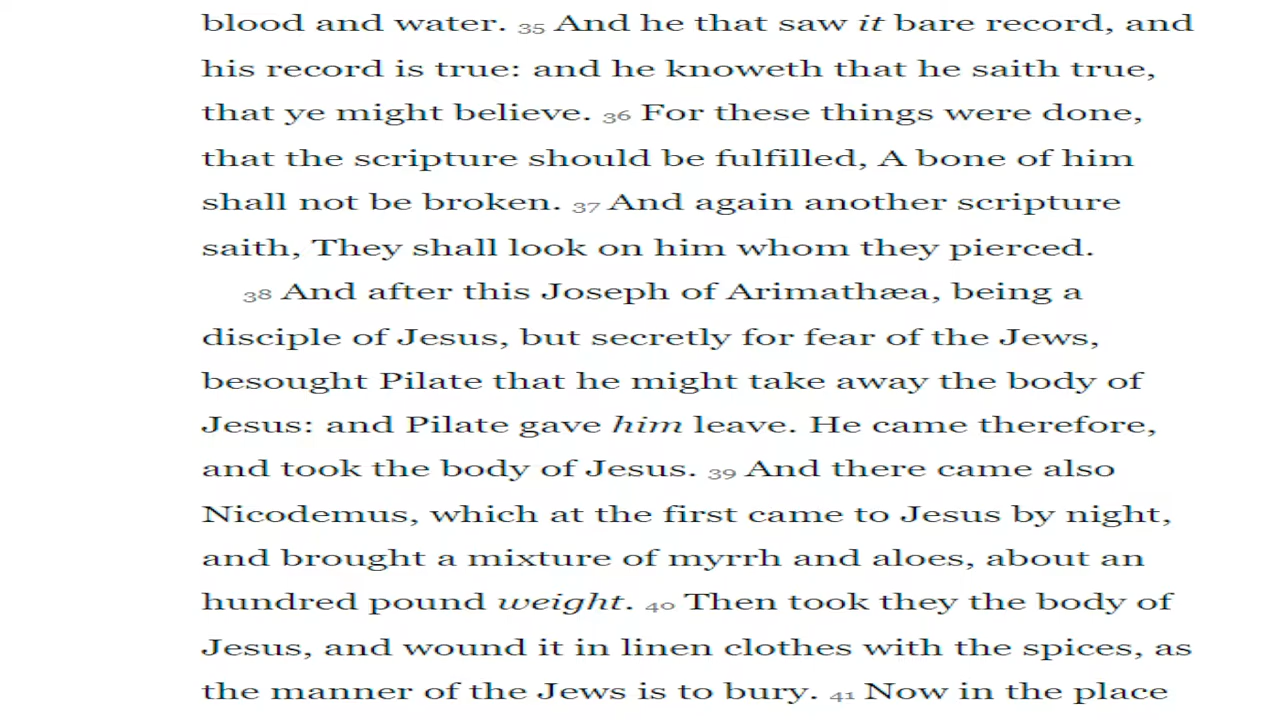 blood and water. 35 And he that saw it bare record, and
his record is true: and he knoweth that he saith true,
that ye might believe. 36 For these things were done,
that the scripture should be fulfilled, A bone of him
shall not be broken. 37 And again another scripture
saith, They shall look on him whom they pierced.
38 And after this Joseph of Arimathæa, being a
disciple of Jesus, but secretly for fear of the Jews,
besought Pilate that he might take away the body of
Jesus: and Pilate gave him leave. He came therefore,
and took the body of Jesus. 39 And there came also
Nicodemus, which at the first came to Jesus by night,
and brought a mixture of myrrh and aloes, about an
hundred pound weight. 40 Then took they the body of
Jesus, and wound it in linen clothes with the spices, as
the manner of the Jews is to bury. 41 Now in the place